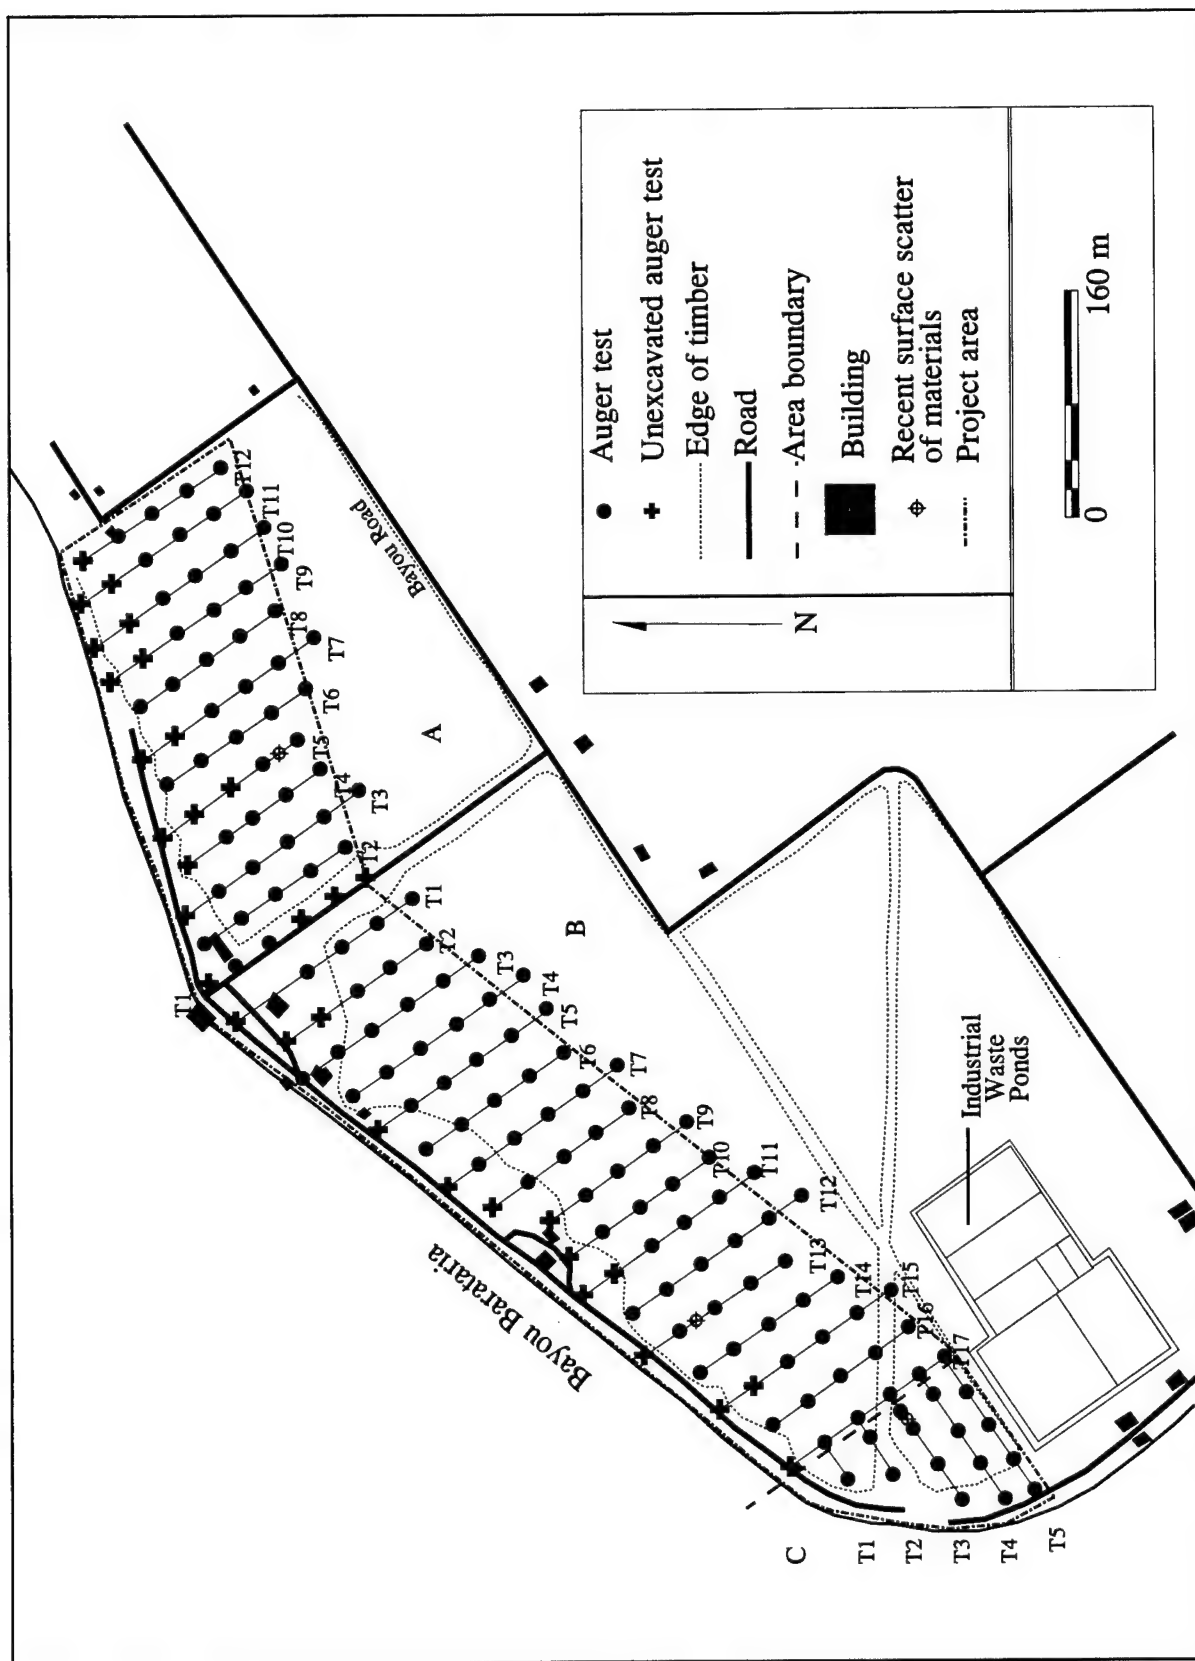 Auger test
Unexcavated auger test
Edge of timber
Road
Area boundary
Building
Recent surface scatter
of materials
Project area
N
0
160 m
Bayou Road
Bayou Barataria
Industrial
Waste
Ponds
A
T1
T2
T3
T4
T5
T6
T7
T8
T9
T10
T11
T12
B
T1
T2
T3
T4
T5
T6
T7
T8
T9
T10
T11
T12
T13
T14
T15
T16
T17
C
T1
T2
T3
T4
T5